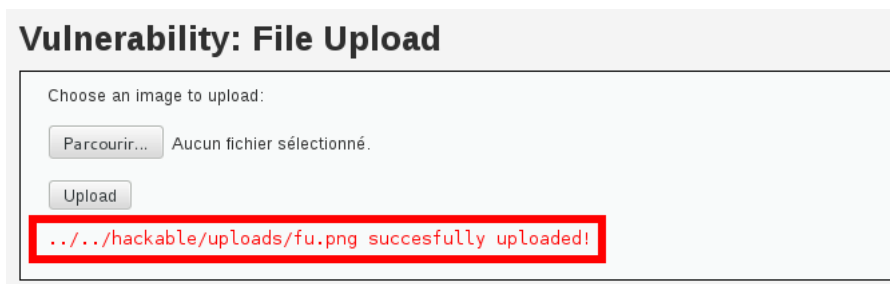 Vulnerability: File Upload
Choose an image to upload:
Parcourir... Aucun fichier sélectionné.
Upload
../../hackable/uploads/fu.png succesfully uploaded!